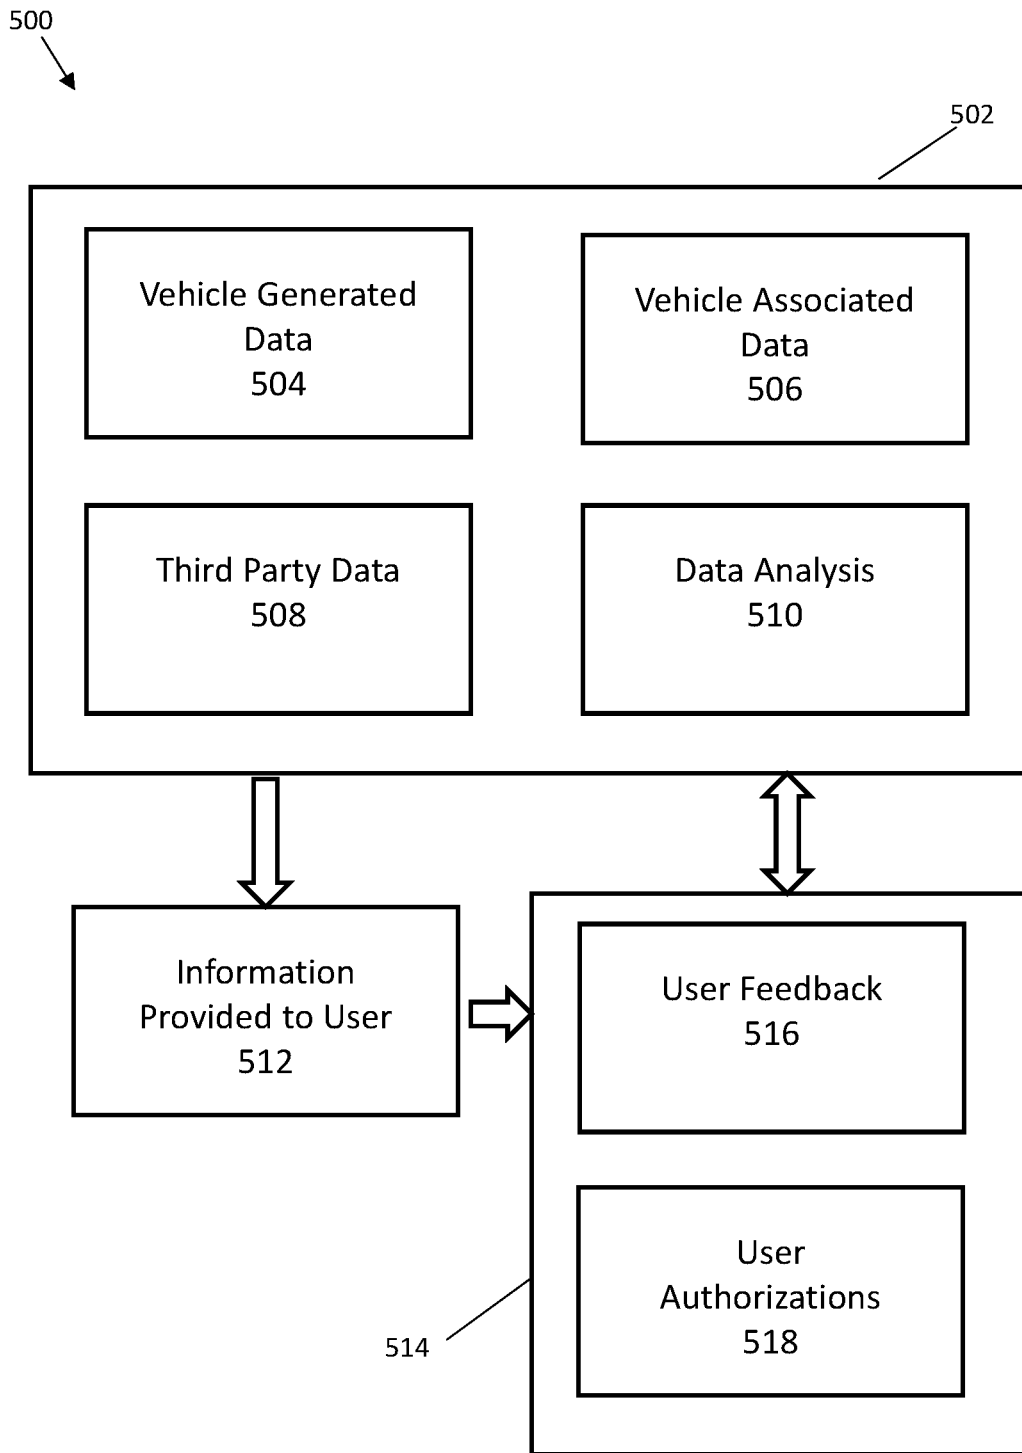 500
502
Vehicle Generated
Data
504
Vehicle Associated
Data
506
Third Party Data
508
Data Analysis
510
Information
Provided to User
512
User Feedback
516
User
Authorizations
518
514